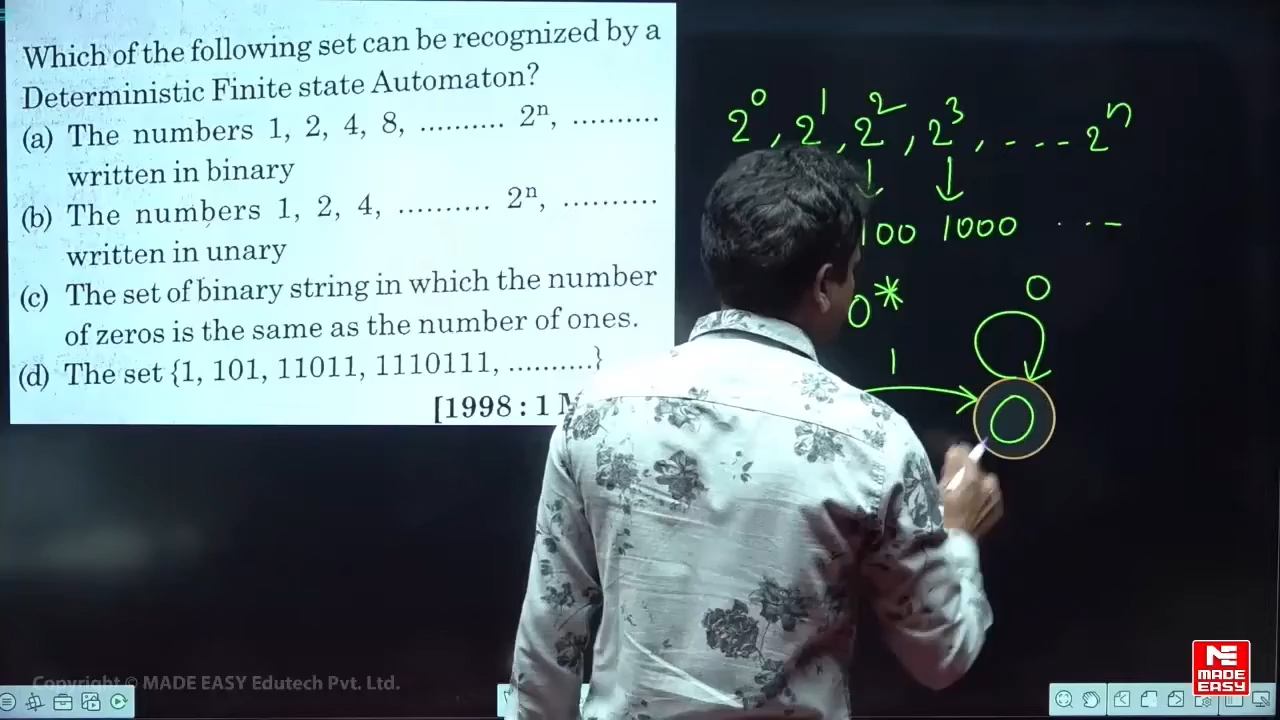 Which of the following set can be recognized by a
Deterministic Finite state Automaton?
(a) The numbers 1, 2, 4, 8, .......... 2ⁿ, ..........
written in binary
(b) The numbers 1, 2, 4, .......... 2ⁿ, ..........
written in unary
(c) The set of binary string in which the number
of zeros is the same as the number of ones.
(d) The set {1, 101, 11011, 1110111, ..........}
[1998 : 1
2⁰, 2¹, 2², 2³, ... 2ⁿ
100 1000 ...
0*
0
1
Copyright © MADE EASY Edutech Pvt. Ltd.
ME
MADE
EASY